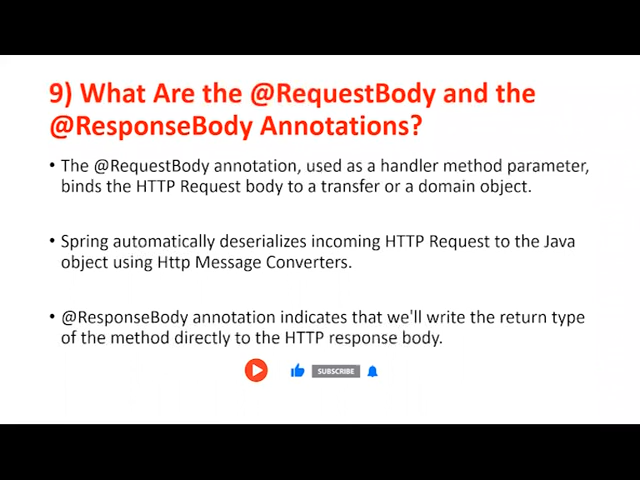 9) What Are the @RequestBody and the
@ResponseBody Annotations?
• The @RequestBody annotation, used as a handler method parameter,
binds the HTTP Request body to a transfer or a domain object.
• Spring automatically deserializes incoming HTTP Request to the Java
object using Http Message Converters.
• @ResponseBody annotation indicates that we'll write the return type
of the method directly to the HTTP response body.
SUBSCRIBE